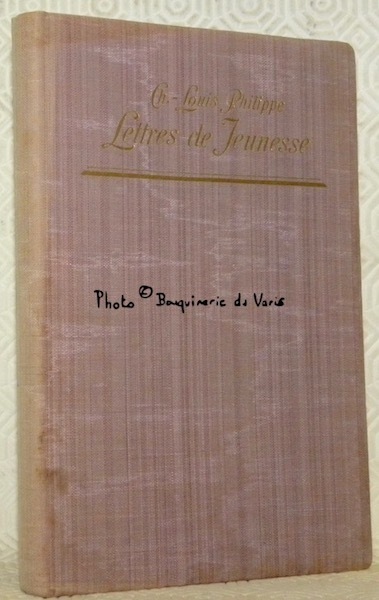 Ch.-Louis Philippe
Lettres de Jeunesse
Photo © Bouquinerie du Varis